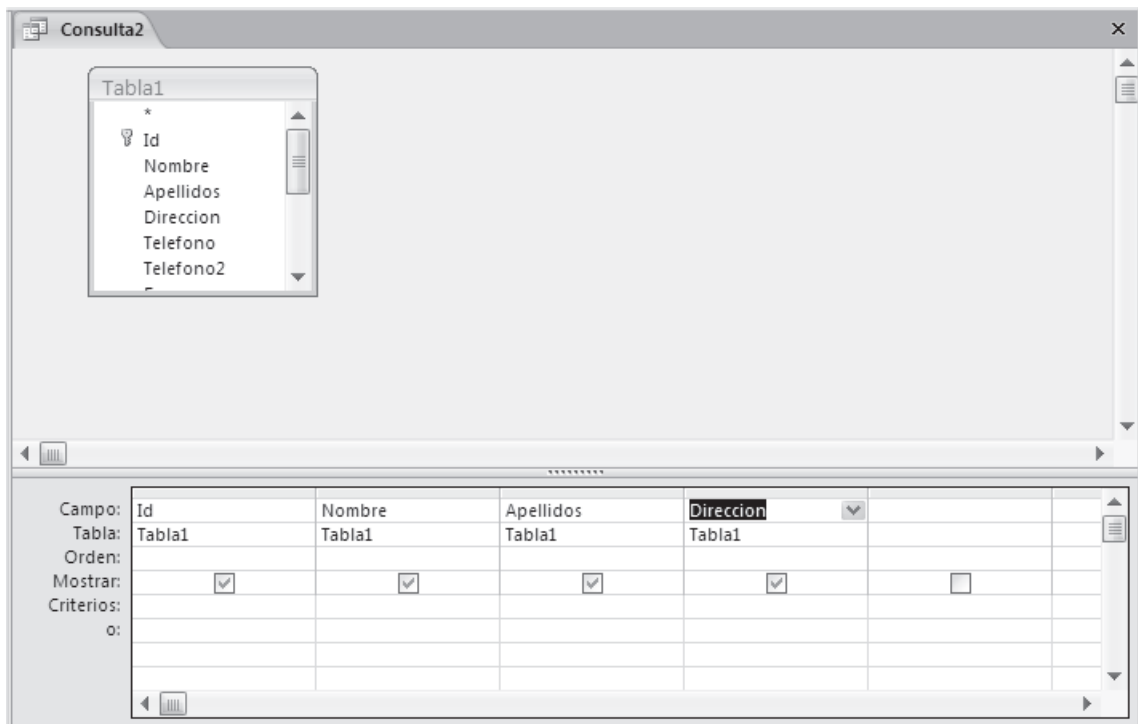 Consulta2
Tabla1
*
Id
Nombre
Apellidos
Direccion
Telefono
Telefono2
Campo: Id Nombre Apellidos Direccion
Tabla: Tabla1 Tabla1 Tabla1 Tabla1
Orden:
Mostrar:
Criterios:
o: